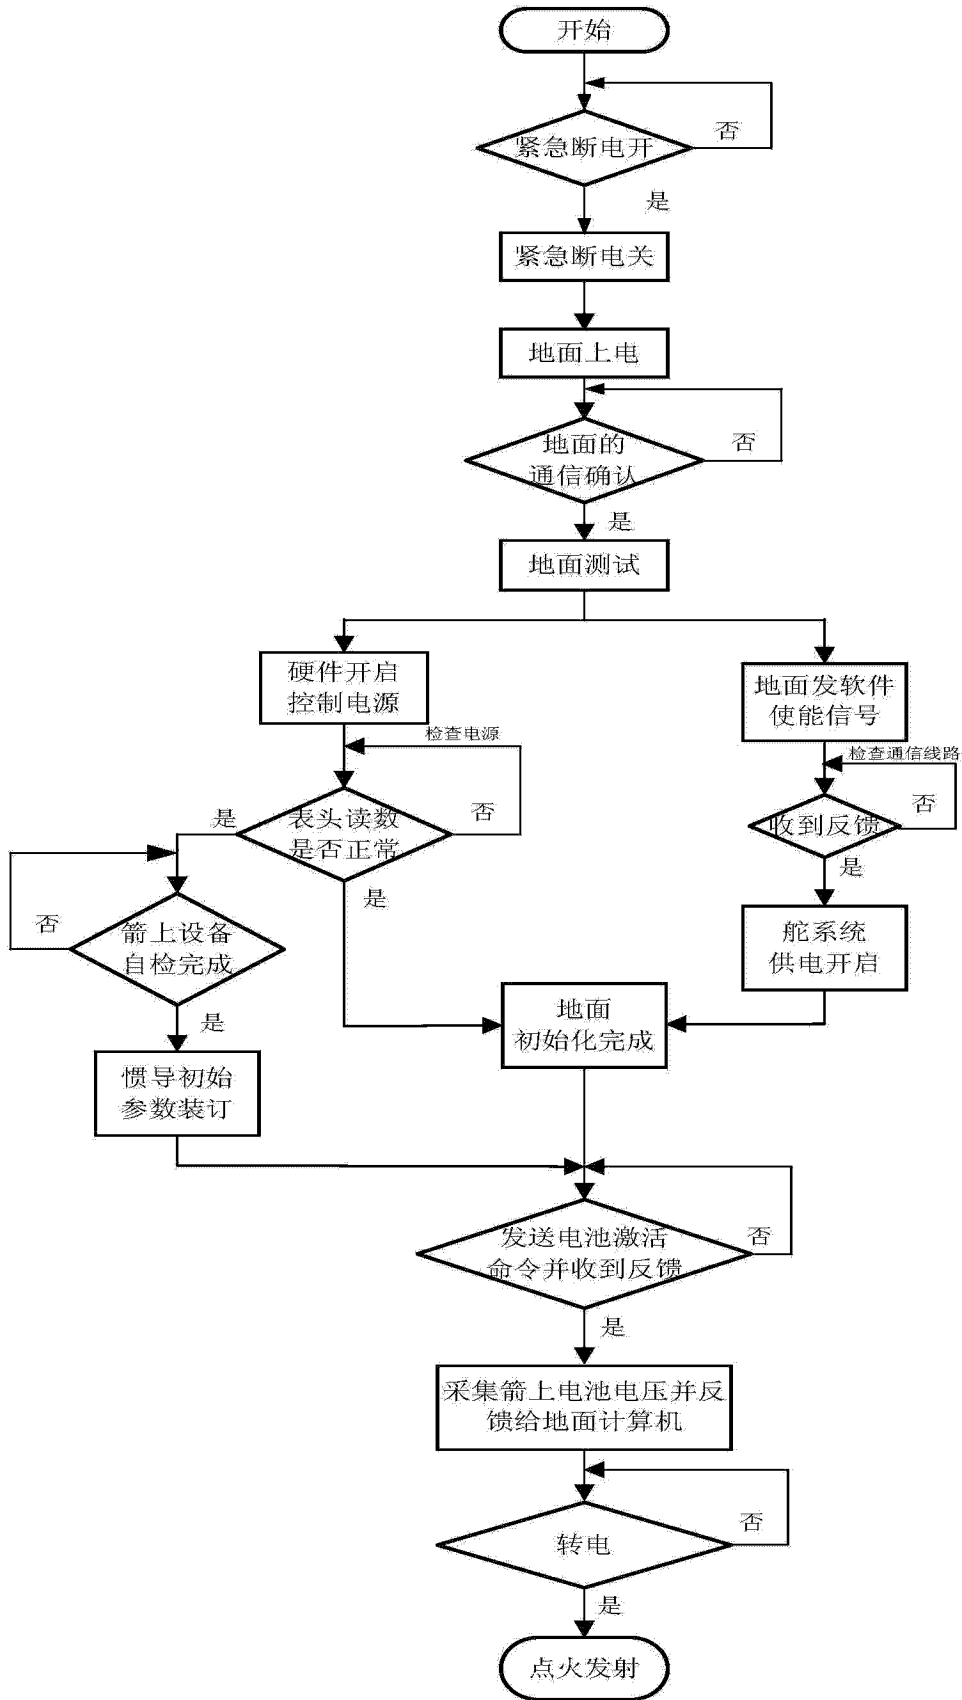 开始
否
紧急断电开
是
紧急断电关
地面上电
否
地面的
通信确认
是
地面测试
硬件开启
控制电源
地面发软件
使能信号
检查电源
检查通信线路
是
表头读数
是否正常
否
收到反馈
否
是
是
否
箭上设备
自检完成
舵系统
供电开启
是
地面
初始化完成
惯导初始
参数装订
发送电池激活
命令并收到反馈
否
是
采集箭上电池电压并反
馈给地面计算机
否
转电
是
点火发射